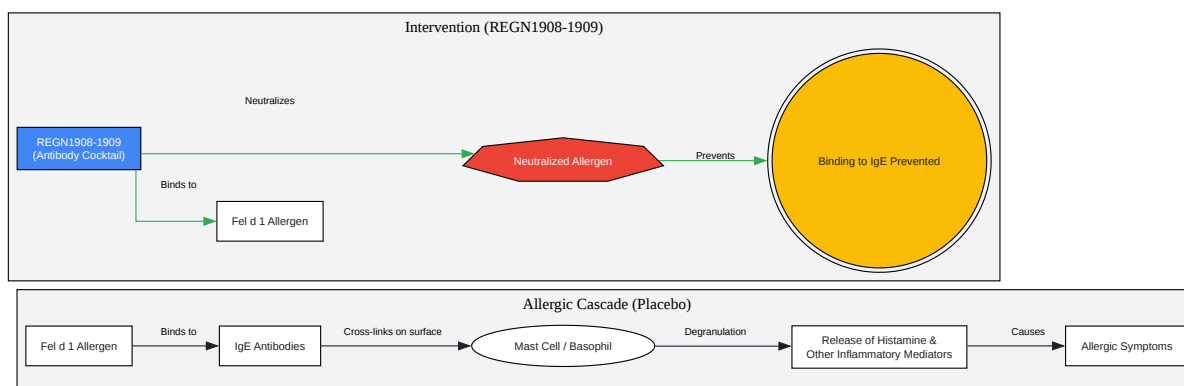 Intervention (REGN1908-1909)
Neutralizes
REGN1908-1909
(Antibody Cocktail)
Neutralized Allergen
Prevents
Binding to IgE Prevented
Binds to
Fel d 1 Allergen
Allergic Cascade (Placebo)
Fel d 1 Allergen
Binds to
IgE Antibodies
Cross-links on surface
Mast Cell / Basophil
Degranulation
Release of Histamine &
Other Inflammatory Mediators
Causes
Allergic Symptoms